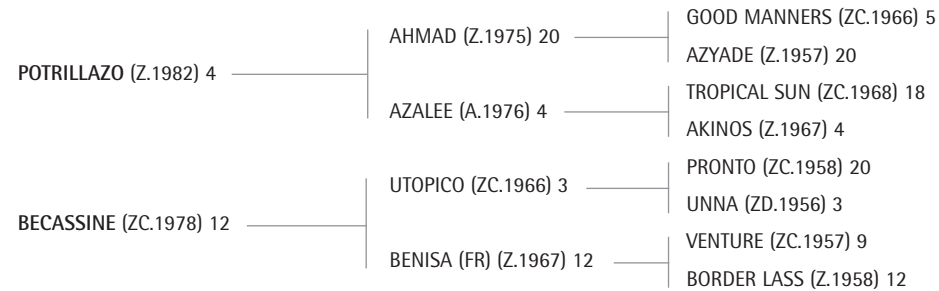 GOOD MANNERS (ZC.1966) 5
AHMAD (Z.1975) 20
AZYADE (Z.1957) 20
POTRILLAZO (Z.1982) 4
TROPICAL SUN (ZC.1968) 18
AZALEE (A.1976) 4
AKINOS (Z.1967) 4
PRONTO (ZC.1958) 20
UTOPICO (ZC.1966) 3
UNNA (ZD.1956) 3
BECASSINE (ZC.1978) 12
VENTURE (ZC.1957) 9
BENISA (FR) (Z.1967) 12
BORDER LASS (Z.1958) 12